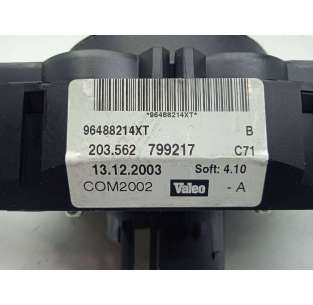 *96488214XT*
96488214XT B
203.562 799217 C71
13.12.2003 Soft: 4.10
COM2002 Valeo - A